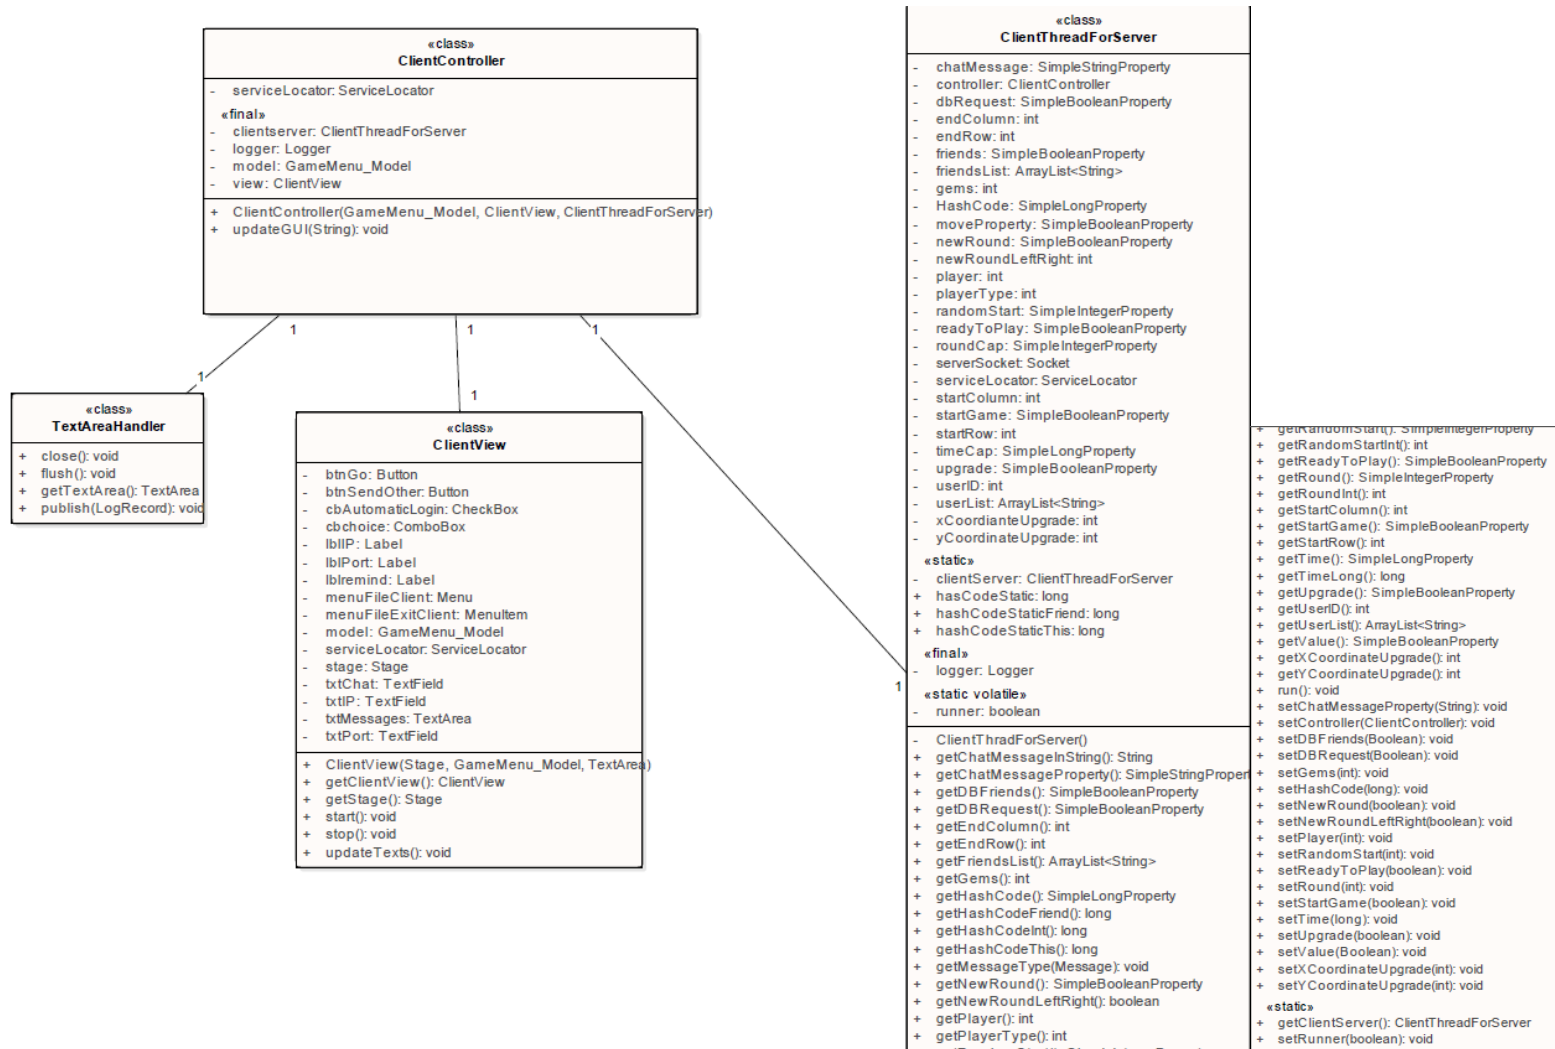 «class»
ClientController
- serviceLocator: ServiceLocator
«final»
- clientserver: ClientThreadForServer
- logger: Logger
- model: GameMenu_Model
- view: ClientView
+ ClientController(GameMenu_Model, ClientView, ClientThreadForServer)
+ updateGUI(String): void
1
1
1
1
1
1
«class»
TextAreaHandler
+ close(): void
+ flush(): void
+ getTextArea(): TextArea
+ publish(LogRecord): void
«class»
ClientView
- btnGo: Button
- btnSendOther: Button
- cbAutomaticLogin: CheckBox
- cbchoice: ComboBox
- lblIP: Label
- lblPort: Label
- lblremind: Label
- menuFileClient: Menu
- menuFileExitClient: MenuItem
- model: GameMenu_Model
- serviceLocator: ServiceLocator
- stage: Stage
- txtChat: TextField
- txtIP: TextField
- txtMessages: TextArea
- txtPort: TextField
+ ClientView(Stage, GameMenu_Model, TextArea)
+ getClientView(): ClientView
+ getStage(): Stage
+ start(): void
+ stop(): void
+ updateTexts(): void
«class»
ClientThreadForServer
- chatMessage: SimpleStringProperty
- controller: ClientController
- dbRequest: SimpleBooleanProperty
- endColumn: int
- endRow: int
- friends: SimpleBooleanProperty
- friendsList: ArrayList<String>
- gems: int
- HashCode: SimpleLongProperty
- moveProperty: SimpleBooleanProperty
- newRound: SimpleBooleanProperty
- newRoundLeftRight: int
- player: int
- playerType: int
- randomStart: SimpleIntegerProperty
- readyToPlay: SimpleBooleanProperty
- roundCap: SimpleIntegerProperty
- serverSocket: Socket
- serviceLocator: ServiceLocator
- startColumn: int
- startGame: SimpleBooleanProperty
- startRow: int
- timeCap: SimpleLongProperty
- upgrade: SimpleBooleanProperty
- userID: int
- userList: ArrayList<String>
- xCoordianteUpgrade: int
- yCoordinateUpgrade: int
«static»
- clientServer: ClientThreadForServer
+ hasCodeStatic: long
+ hashCodeStaticFriend: long
+ hashCodeStaticThis: long
«final»
- logger: Logger
«static volatile»
- runner: boolean
- ClientThradForServer()
+ getChatMessageInString(): String
+ getChatMessageProperty(): SimpleStringPropert
+ getDBFriends(): SimpleBooleanProperty
+ getDBRequest(): SimpleBooleanProperty
+ getEndColumn(): int
+ getEndRow(): int
+ getFriendsList(): ArrayList<String>
+ getGems(): int
+ getHashCode(): SimpleLongProperty
+ getHashCodeFriend(): long
+ getHashCodeInt(): long
+ getHashCodeThis(): long
+ getMessageType(Message): void
+ getNewRound(): SimpleBooleanProperty
+ getNewRoundLeftRight(): boolean
+ getPlayer(): int
+ getPlayerType(): int
+ getRandomStart(): SimpleIntegerProperty
+ getRandomStartInt(): int
+ getReadyToPlay(): SimpleBooleanProperty
+ getRound(): SimpleIntegerProperty
+ getRoundInt(): int
+ getStartColumn(): int
+ getStartGame(): SimpleBooleanProperty
+ getStartRow(): int
+ getTime(): SimpleLongProperty
+ getTimeLong(): long
+ getUpgrade(): SimpleBooleanProperty
+ getUserID(): int
+ getUserList(): ArrayList<String>
+ getValue(): SimpleBooleanProperty
+ getXCoordinateUpgrade(): int
+ getYCoordinateUpgrade(): int
+ run(): void
+ setChatMessageProperty(String): void
+ setController(ClientController): void
+ setDBFriends(Boolean): void
+ setDBRequest(Boolean): void
+ setGems(int): void
+ setHashCode(long): void
+ setNewRound(boolean): void
+ setNewRoundLeftRight(boolean): void
+ setPlayer(int): void
+ setRandomStart(int): void
+ setReadyToPlay(boolean): void
+ setRound(int): void
+ setStartGame(boolean): void
+ setTime(long): void
+ setUpgrade(boolean): void
+ setValue(Boolean): void
+ setXCoordinateUpgrade(int): void
+ setYCoordinateUpgrade(int): void
«static»
+ getClientServer(): ClientThreadForServer
+ setRunner(boolean): void